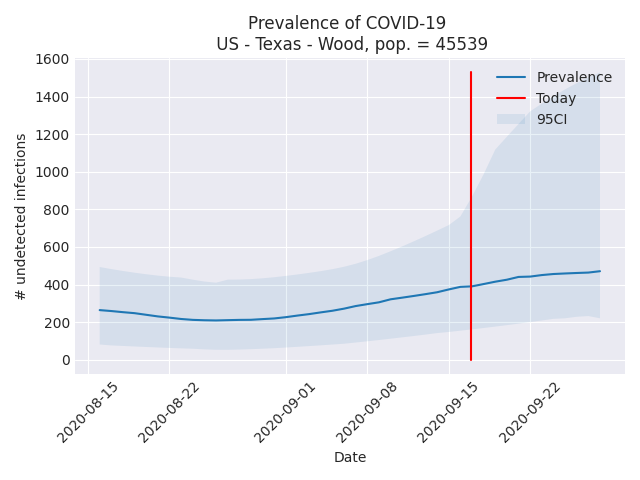 Prevalence of COVID-19
US - Texas - Wood, pop. = 45539
# undetected infections
1600
1400
1200
1000
800
600
400
200
0
Prevalence
Today
95CI
2020-08-15
2020-08-22
2020-09-01
2020-09-08
2020-09-15
2020-09-22
Date